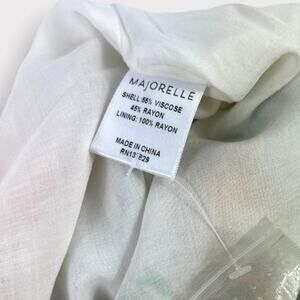 MAJORELLE
SHELL: 55% VISCOSE
45% RAYON
LINING: 100% RAYON
MADE IN CHINA